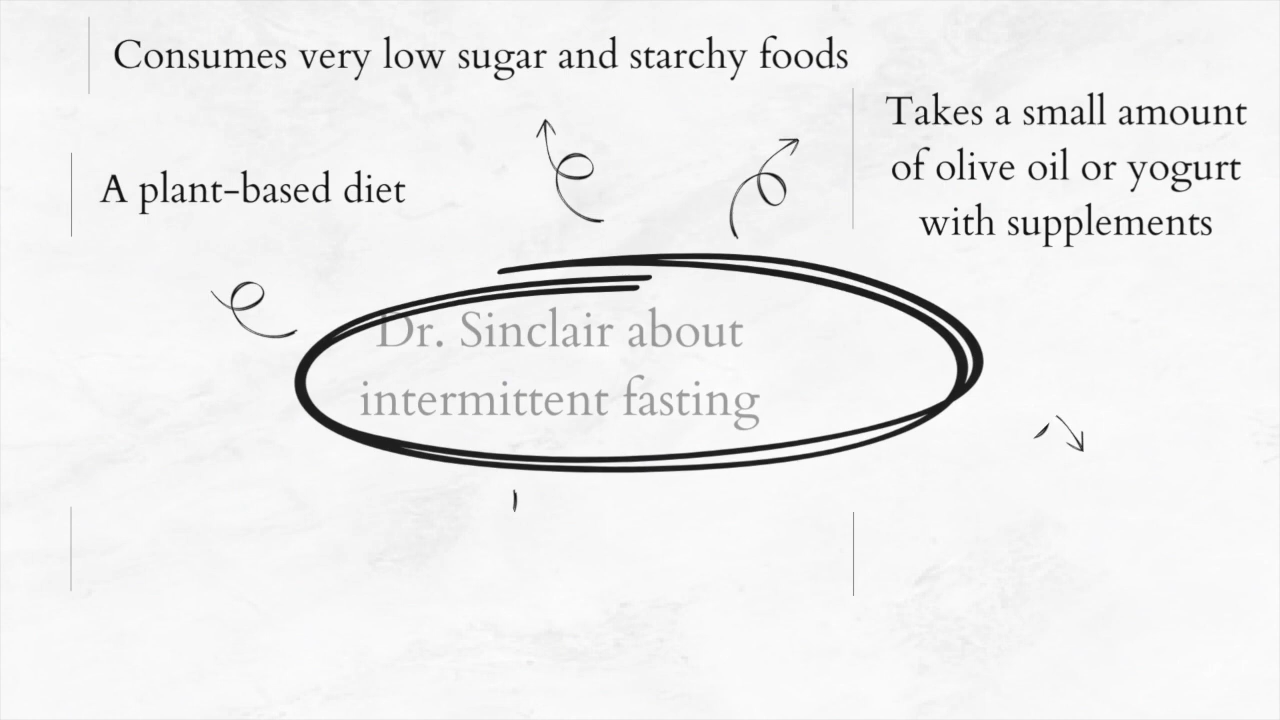 Consumes very low sugar and starchy foods
Takes a small amount
of olive oil or yogurt
with supplements
A plant-based diet
Dr. Sinclair about
intermittent fasting